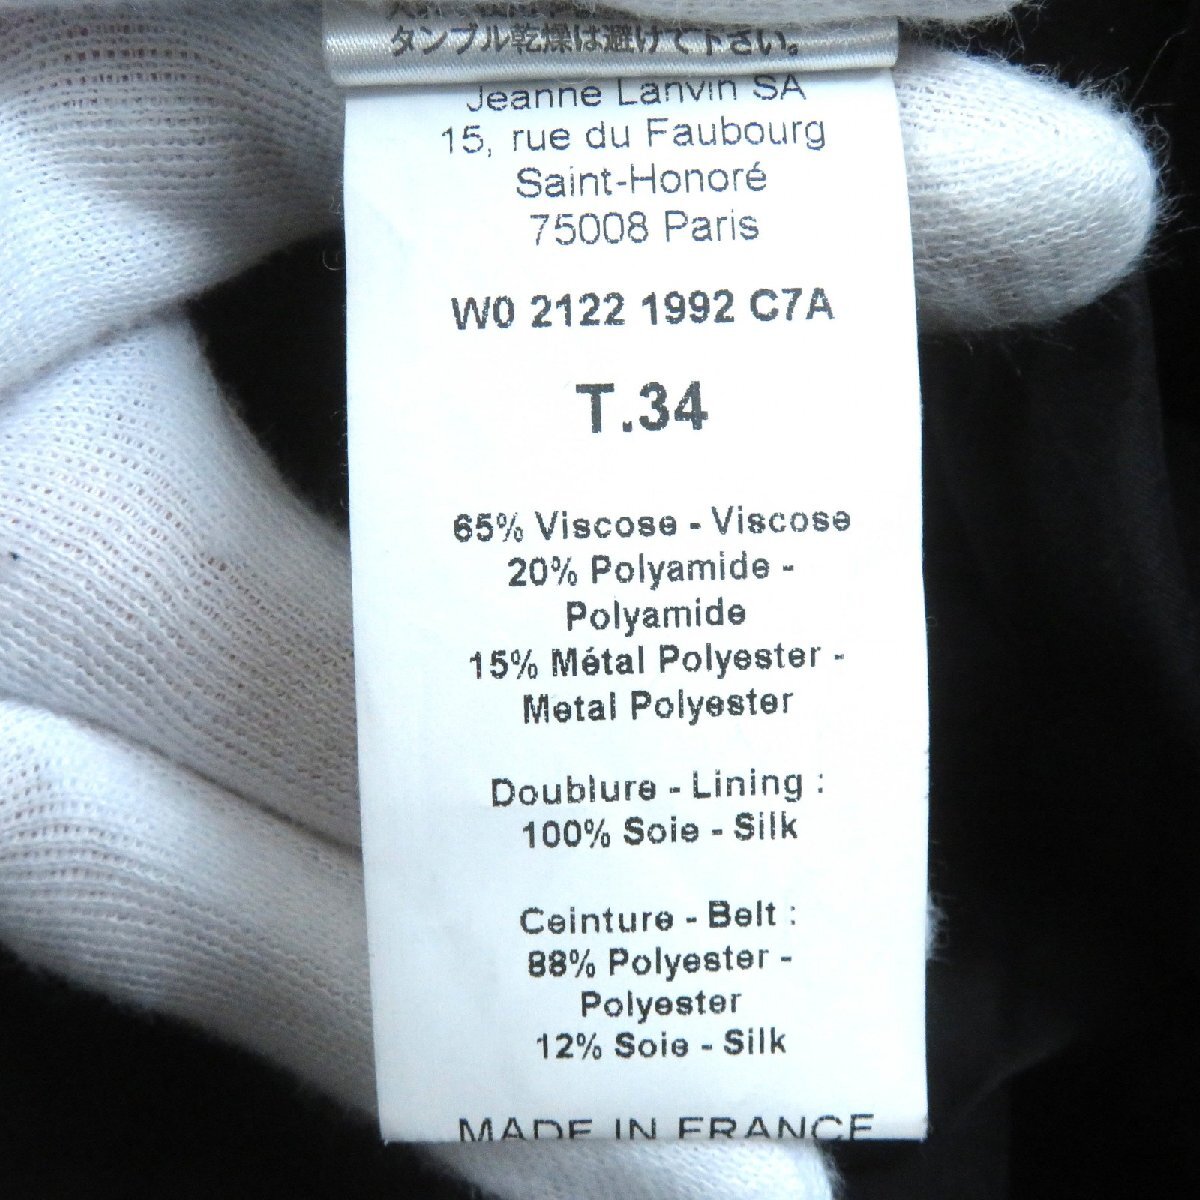 タンブル乾燥は避けて下さい。
Jeanne Lanvin SA
15, rue du Faubourg
Saint-Honoré
75008 Paris
W0 2122 1992 C7A
T.34
65% Viscose - Viscose
20% Polyamide -
Polyamide
15% Métal Polyester -
Metal Polyester
Doublure - Lining :
100% Soie - Silk
Ceinture - Belt :
88% Polyester -
Polyester
12% Soie - Silk
MADE IN FRANCE